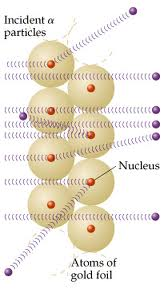 Incident α
particles
Nucleus
Atoms of
gold foil